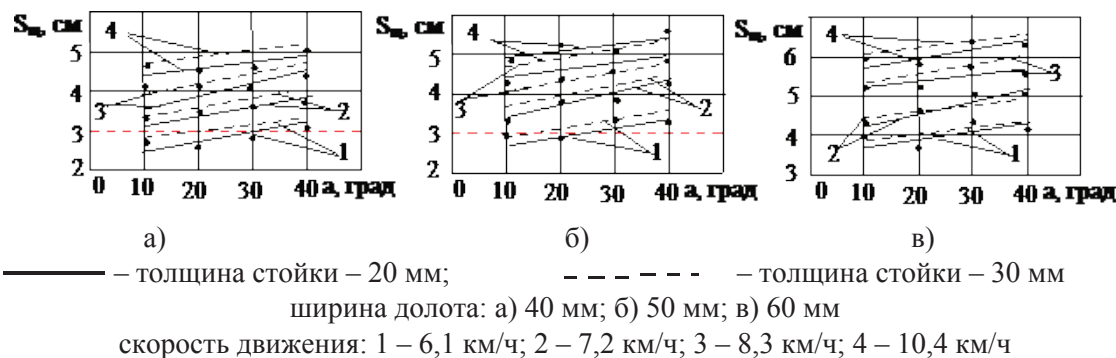 Sщ, см
4
5
4
3
3
2
2
1
0 10 20 30 40 a, град
Sщ, см
4
5
4
3
3
2
2
1
0 10 20 30 40 a, град
Sщ, см
4
6
3
5
4
2
1
3
0 10 20 30 40 a, град
а) б) в)
– толщина стойки – 20 мм; – толщина стойки – 30 мм
ширина долота: а) 40 мм; б) 50 мм; в) 60 мм
скорость движения: 1 – 6,1 км/ч; 2 – 7,2 км/ч; 3 – 8,3 км/ч; 4 – 10,4 км/ч